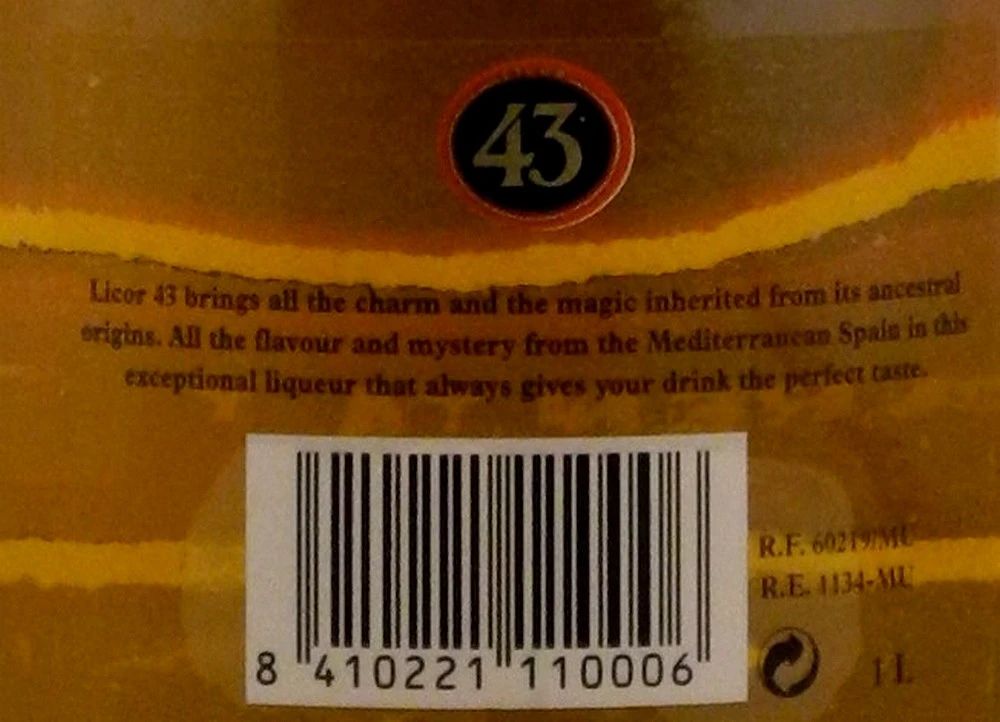 43
Licor 43 brings all the charm and the magic inherited from its ancestral
origins. All the flavour and mystery from the Mediterranean Spain in this
exceptional liqueur that always gives your drink the perfect taste.
R.F. 60219/MU
R.E. 1134-MU
8 410221 110006
1 L